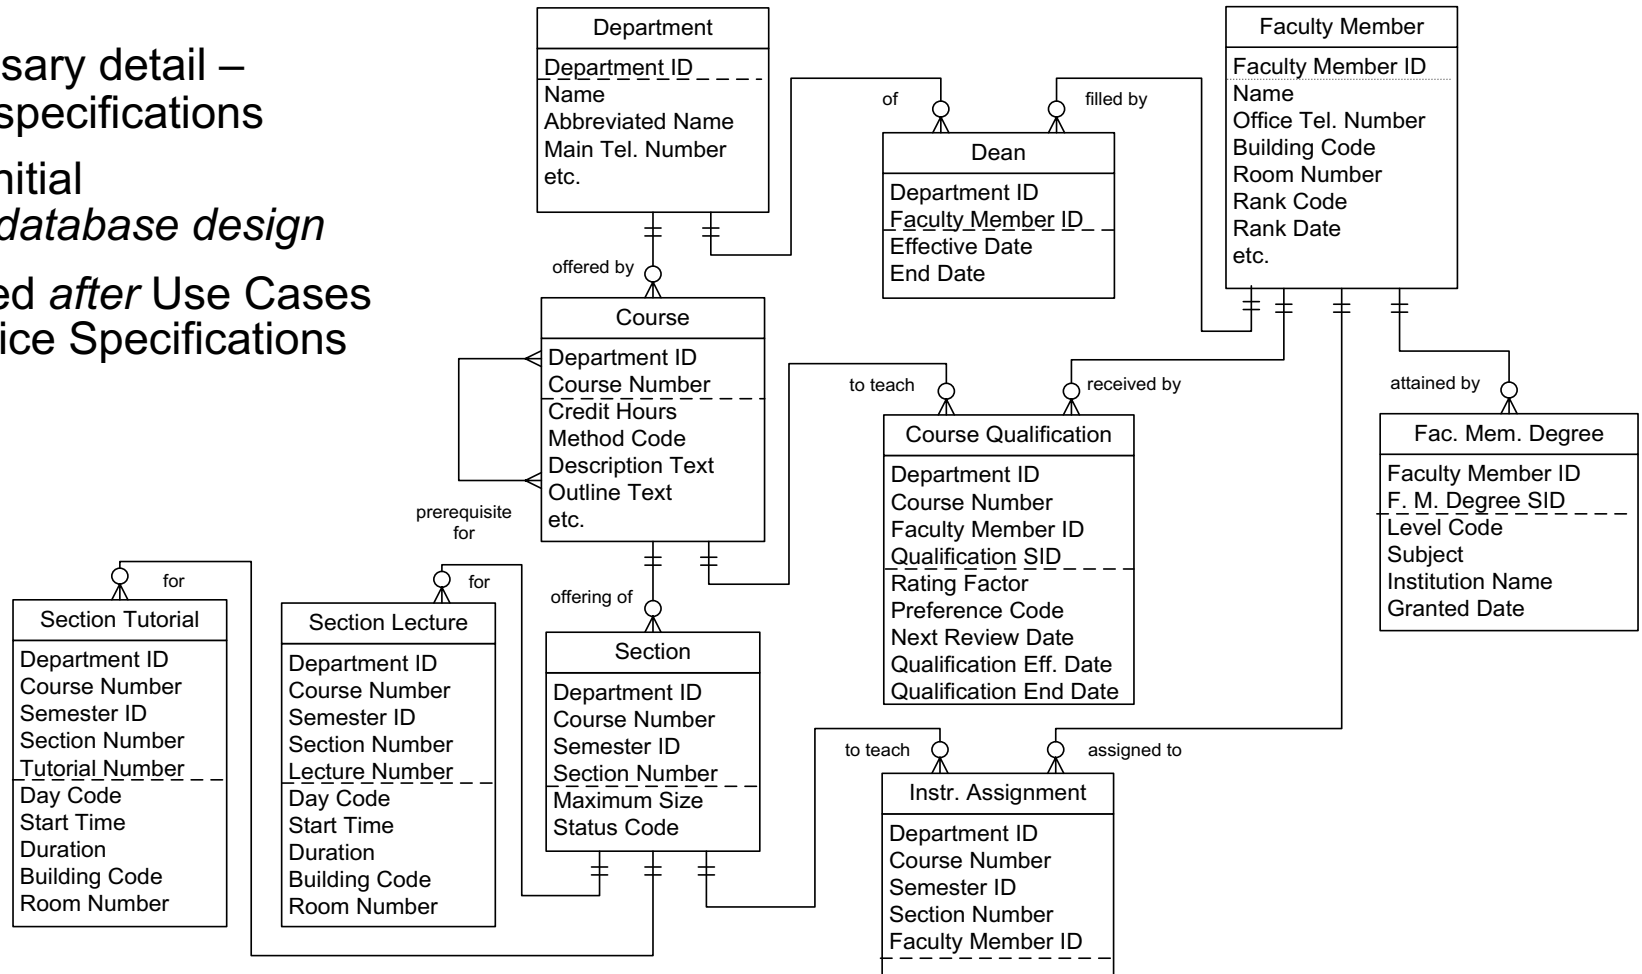 sary detail –
specifications
nitial
database design
ed after Use Cases
ice Specifications
Department
Department ID
Name
Abbreviated Name
Main Tel. Number
etc.
of
filled by
Dean
Department ID
Faculty Member ID
Effective Date
End Date
Faculty Member
Faculty Member ID
Name
Office Tel. Number
Building Code
Room Number
Rank Code
Rank Date
etc.
offered by
Course
Department ID
Course Number
Credit Hours
Method Code
Description Text
Outline Text
etc.
prerequisite
for
to teach
received by
Course Qualification
Department ID
Course Number
Faculty Member ID
Qualification SID
Rating Factor
Preference Code
Next Review Date
Qualification Eff. Date
Qualification End Date
attained by
Fac. Mem. Degree
Faculty Member ID
F. M. Degree SID
Level Code
Subject
Institution Name
Granted Date
for
Section Tutorial
Department ID
Course Number
Semester ID
Section Number
Tutorial Number
Day Code
Start Time
Duration
Building Code
Room Number
for
Section Lecture
Department ID
Course Number
Semester ID
Section Number
Lecture Number
Day Code
Start Time
Duration
Building Code
Room Number
offering of
Section
Department ID
Course Number
Semester ID
Section Number
Maximum Size
Status Code
to teach
assigned to
Instr. Assignment
Department ID
Course Number
Semester ID
Section Number
Faculty Member ID